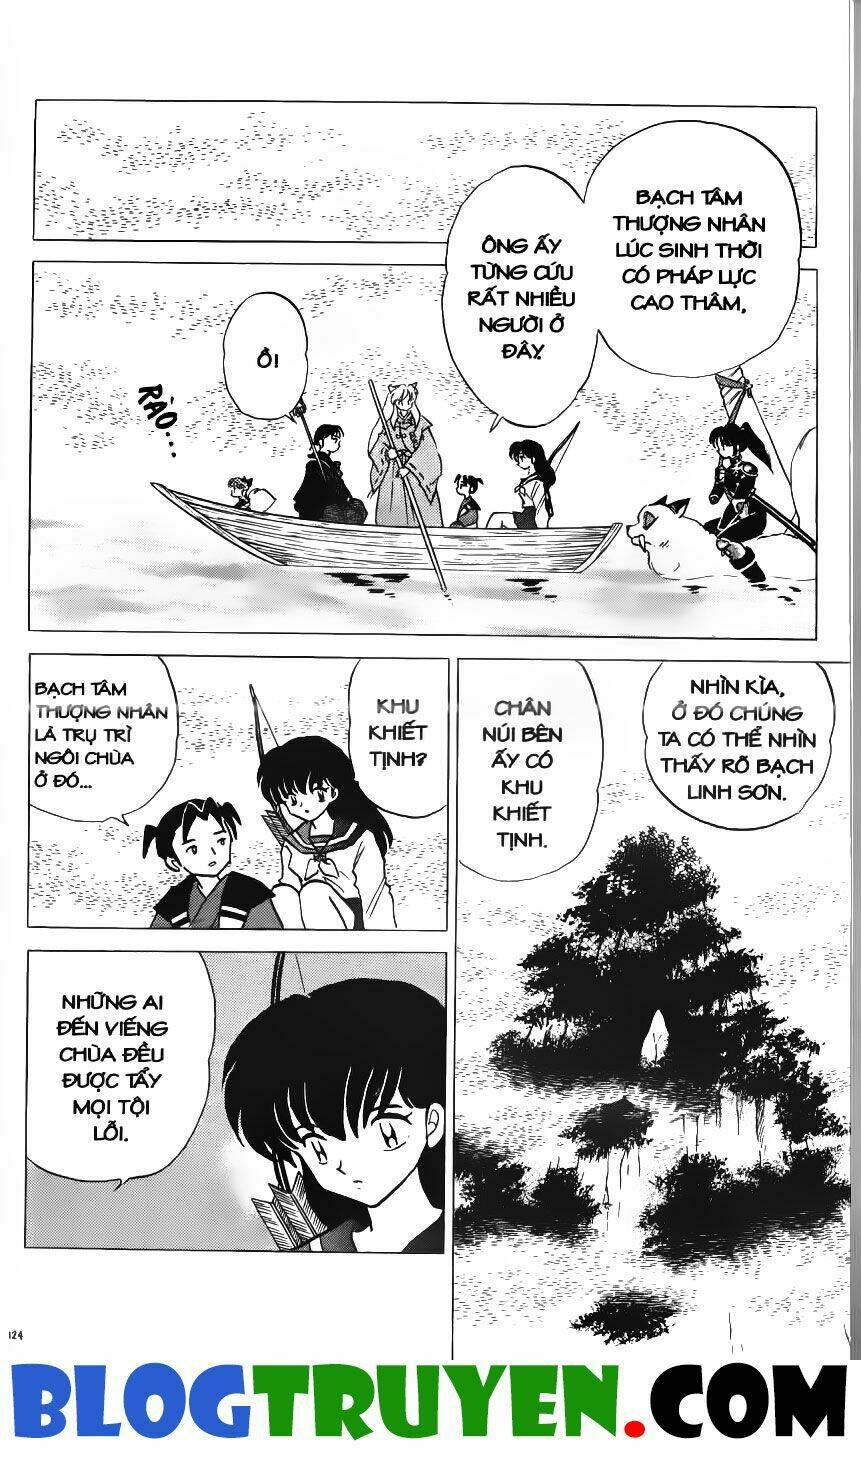 BẠCH TÂM
THƯỢNG NHÂN
LÚC SINH THỜI
CÓ PHÁP LỰC
CAO THÂM,
ÔNG ẤY
TỪNG CỨU
RẤT NHIỀU
NGƯỜI Ở
ĐÂY.
Ồ!
RÀO...
NHÌN KÌA,
Ở ĐÓ CHÚNG
TA CÓ THỂ NHÌN
THẤY RÕ BẠCH
LINH SƠN.
CHÂN
NÚI BÊN
ẤY CÓ
KHU
KHIẾT
TỊNH.
KHU
KHIẾT
TỊNH?
BẠCH TÂM
THƯỢNG NHÂN
LÀ TRỤ TRÌ
NGÔI CHÙA
Ở ĐÓ...
NHỮNG AI
ĐẾN VIẾNG
CHÙA ĐỀU
ĐƯỢC TẨY
MỌI TỘI
LỖI.
124
BLOGTRUYEN.COM